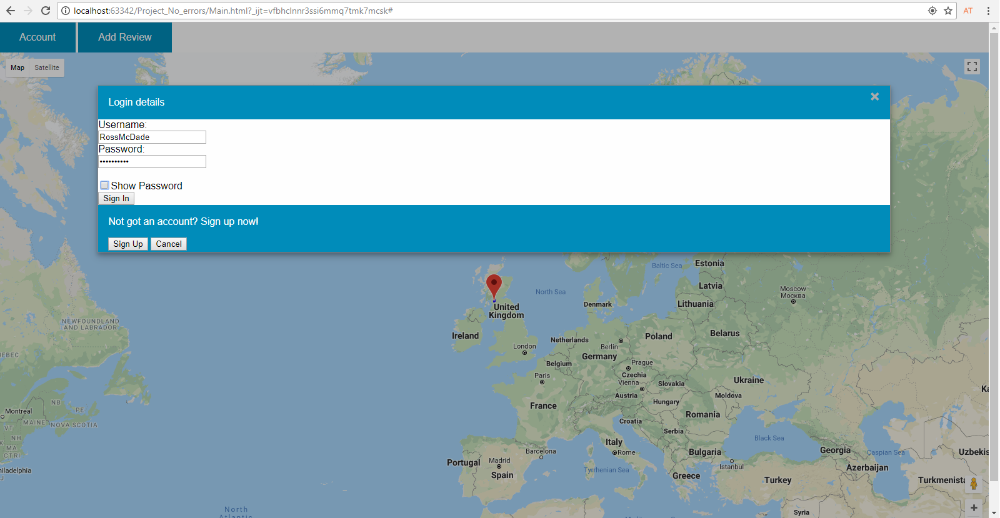 localhost:63342/Project_No_errors/Main.html?_ijt=vfbhclnnr3ssi6mmq7tmk7mcsk#
AT
Account
Add Review
Map
Satellite
Login details
×
Username:
RossMcDade
Password:
••••••••••
Show Password
Sign In
Not got an account? Sign up now!
Sign Up
Cancel
Baltic Sea
Estonia
North Sea
Latvia
Moscow
Москва
Denmark
Lithuania
United
Kingdom
NEWFOUNDLAND
AND LABRADOR
Ireland
Netherlands
Poland
Belarus
London
Berlin
QUEBEC
Belgium
Germany
Prague
Paris
Czechia
Vienna
Slovakia
Ukraine
Ka
NB
Austria
Hungary
Moldova
Montreal
PE
France
Romania
MAINE
NOVA SCOTIA
Croatia
VT
NH
Serbia
MA
CT RI
Italy
Black Sea
Barcelona
Rome
Bulgaria
Georgia
Caspian Sea
Uzbekis
Portugal
Madrid
Istanbul
Azerbaijan
hiladelphia
Spain
Tyrrhenian Sea
Greece
Turkey
Turkmenista
J
North
Atlantic
Syria
+